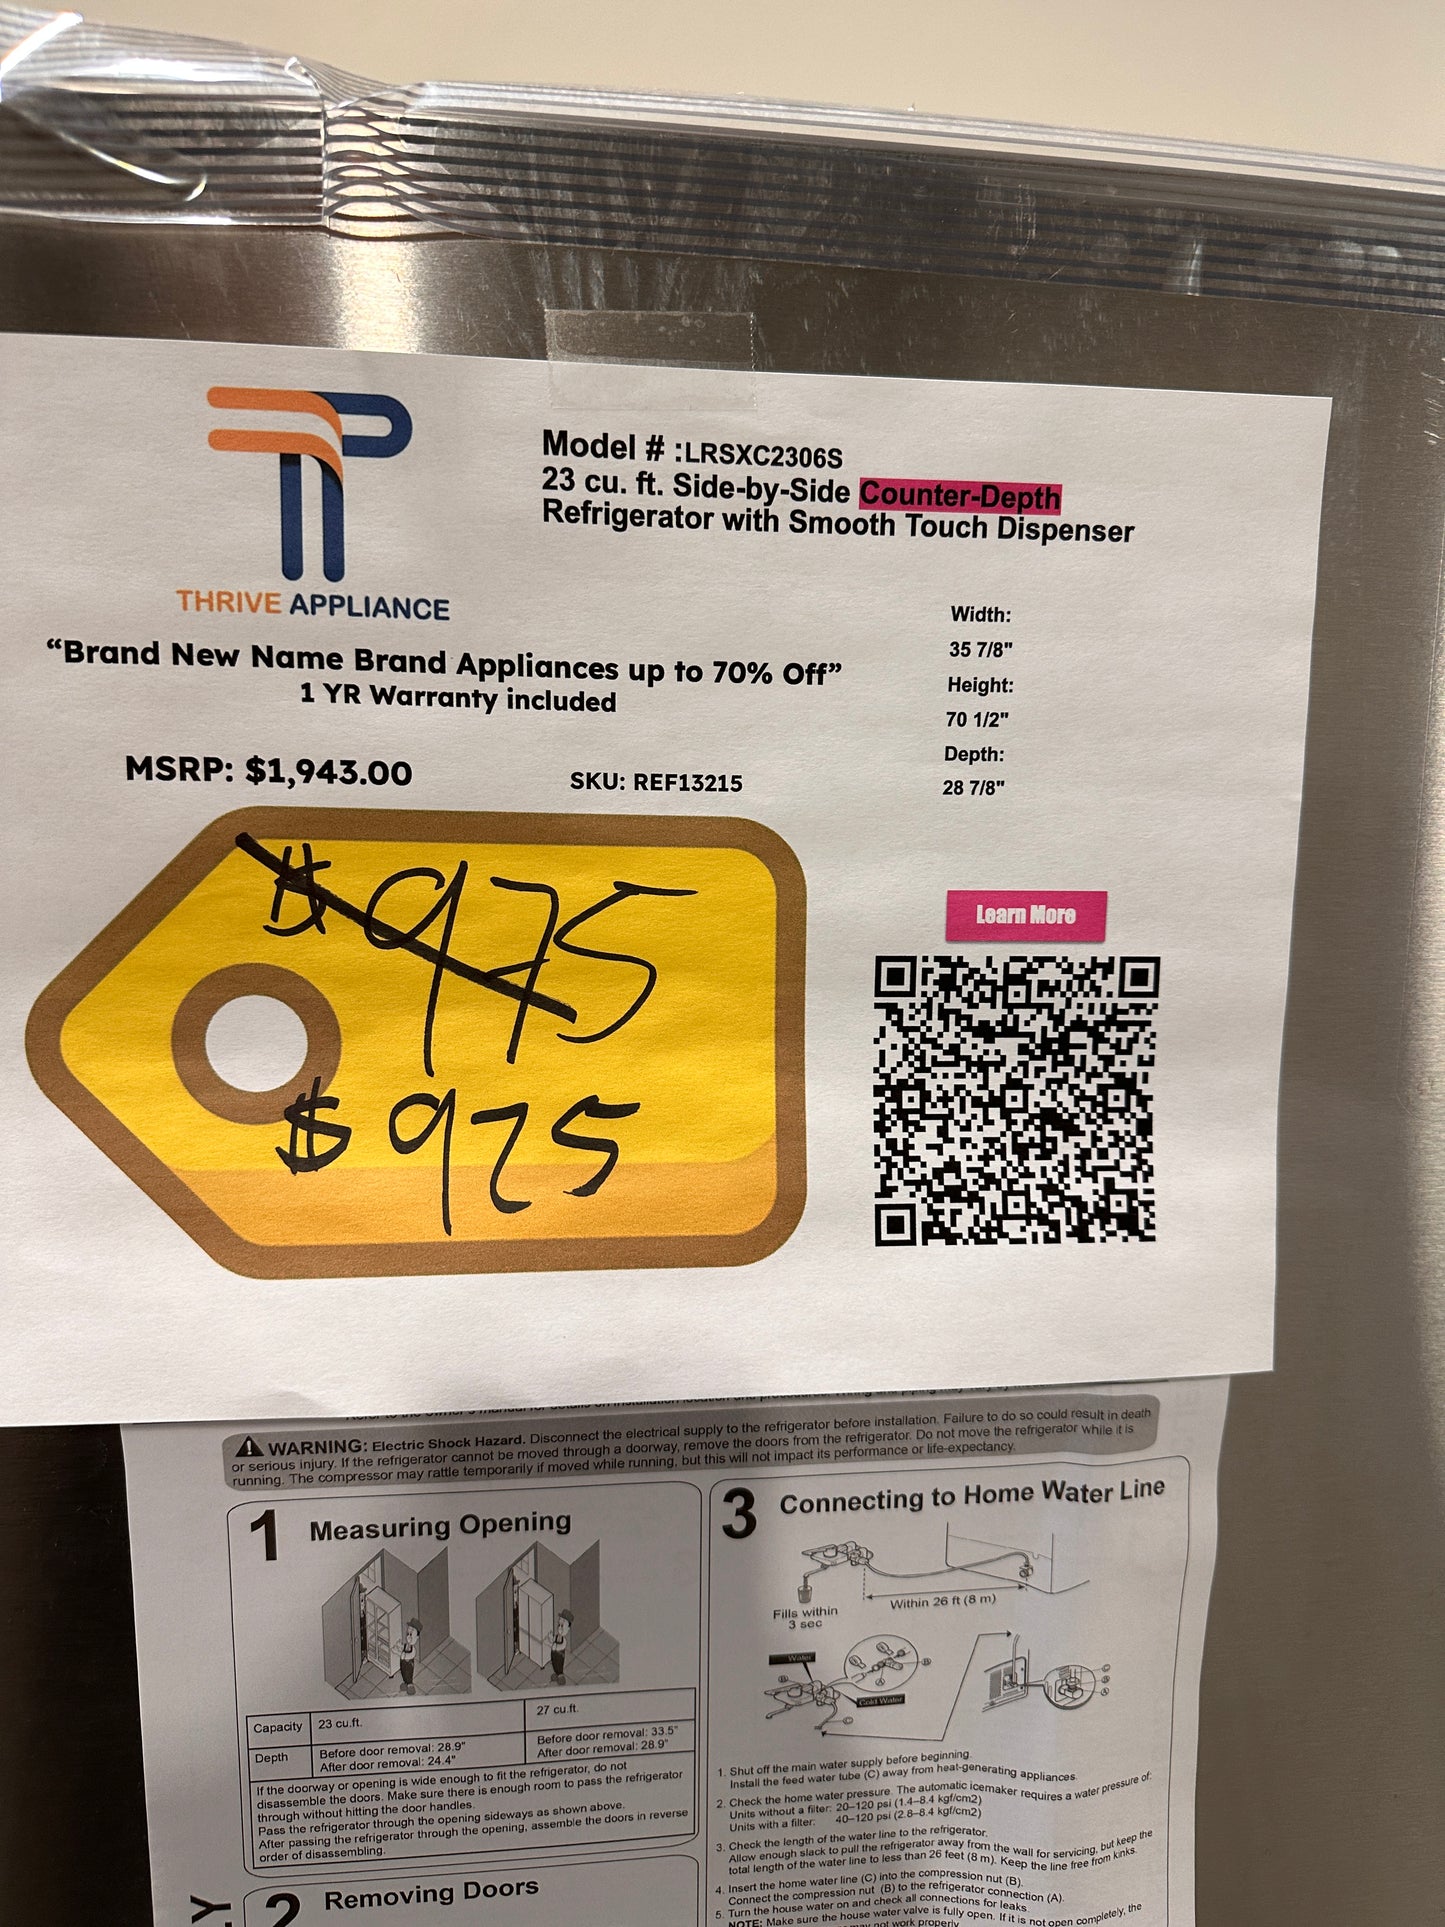 THRIVE APPLIANCE
Model # :LRSXC2306S
23 cu. ft. Side-by-Side Counter-Depth
Refrigerator with Smooth Touch Dispenser
“Brand New Name Brand Appliances up to 70% Off”
1 YR Warranty included
MSRP: $1,943.00
SKU: REF13215
Width:
35 7/8"
Height:
70 1/2"
Depth:
28 7/8"
$975
$925
Learn More
WARNING: Electric Shock Hazard. Disconnect the electrical supply to the refrigerator before installation. Failure to do so could result in death
or serious injury. If the refrigerator cannot be moved through a doorway, remove the doors from the refrigerator. Do not move the refrigerator while it is
running. The compressor may rattle temporarily if moved while running, but this will not impact its performance or life-expectancy.
1 Measuring Opening
Capacity 23 cu.ft. 27 cu.ft.
Depth
Before door removal: 28.9"
After door removal: 24.4"
Before door removal: 33.5"
After door removal: 28.9"
If the doorway or opening is wide enough to fit the refrigerator, do not
disassemble the doors. Make sure there is enough room to pass the refrigerator
through without hitting the door handles.
Pass the refrigerator through the opening sideways as shown above.
After passing the refrigerator through the opening, assemble the doors in reverse
order of disassembling.
2 Removing Doors
3 Connecting to Home Water Line
Fills within
3 sec
Within 26 ft (8 m)
Water
Cold Water
1. Shut off the main water supply before beginning.
Install the feed water tube (C) away from heat-generating appliances.
2. Check the home water pressure. The automatic icemaker requires a water pressure of:
Units without a filter: 20–120 psi (1.4–8.4 kgf/cm2)
Units with a filter: 40–120 psi (2.8–8.4 kgf/cm2)
3. Check the length of the water line to the refrigerator.
Allow enough slack to pull the refrigerator away from the wall for servicing, but keep the
total length of the water line to less than 26 feet (8 m). Keep the line free from kinks.
4. Insert the home water line (C) into the compression nut (B).
Connect the compression nut (B) to the refrigerator connection (A).
5. Turn the house water on and check all connections for leaks.
NOTE: Make sure the house water valve is fully open. If it is not open completely, the
not work properly.